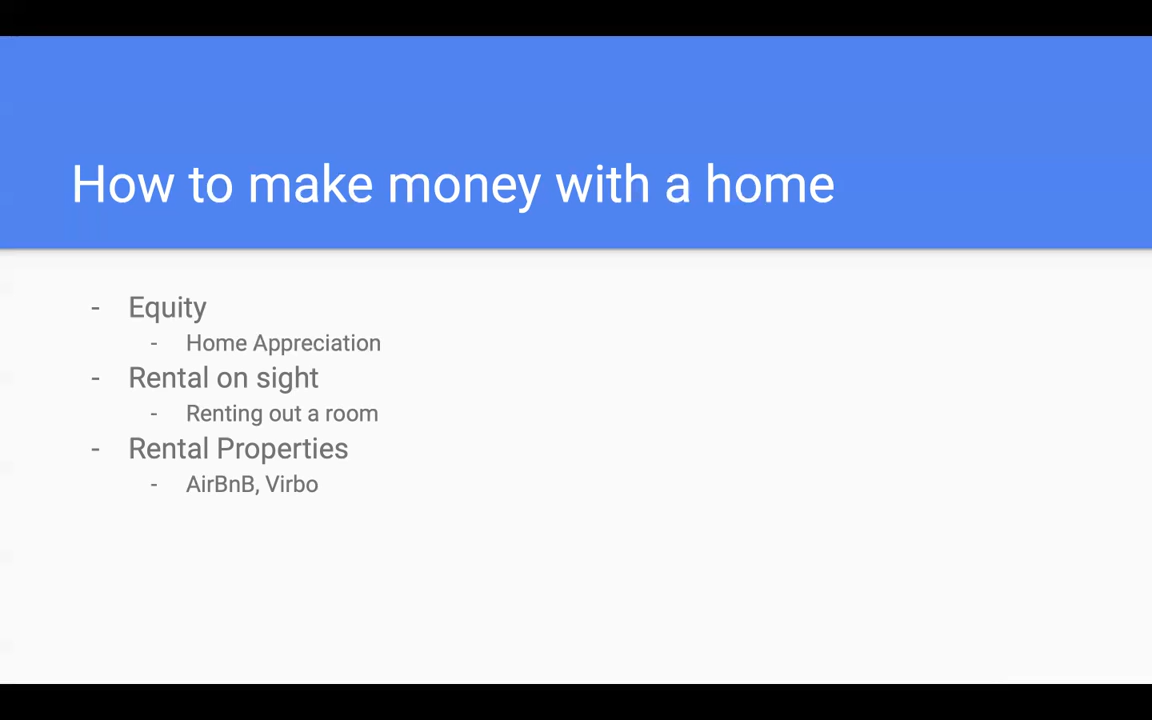 How to make money with a home
- Equity
- Home Appreciation
- Rental on sight
- Renting out a room
- Rental Properties
- AirBnB, Virbo